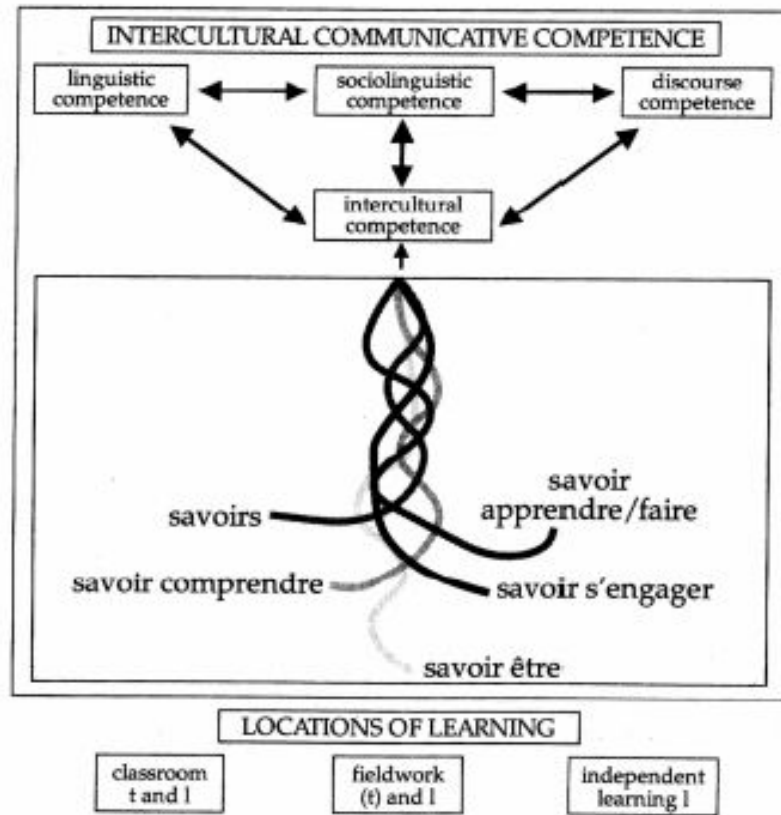 INTERCULTURAL COMMUNICATIVE COMPETENCE
linguistic
competence
sociolinguistic
competence
discourse
competence
intercultural
competence
savoirs
savoir
apprendre/faire
savoir comprendre
savoir s'engager
savoir être
LOCATIONS OF LEARNING
classroom
t and l
fieldwork
(t) and l
independent
learning l